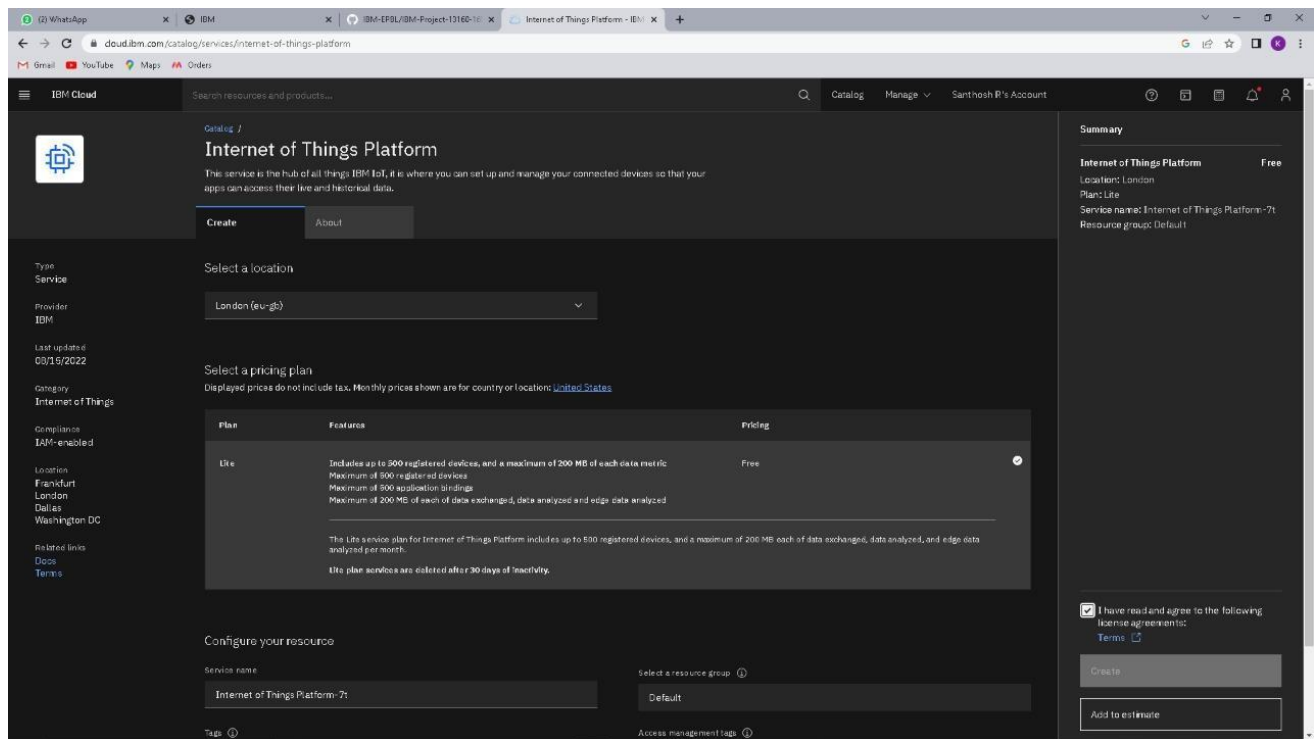 (2) WhatsApp
IBM
IBM-EPBL/IBM-Project-13160-16
Internet of Things Platform - IBM
cloud.ibm.com/catalog/services/internet-of-things-platform
Gmail
YouTube
Maps
Orders
IBM Cloud
Search resources and products...
Catalog
Manage
Santhosh R's Account
Catalog /
Internet of Things Platform
This service is the hub of all things IBM IoT, it is where you can set up and manage your connected devices so that your
apps can access their live and historical data.
Create
About
Type
Service
Provider
IBM
Last updated
Category
Internet of Things
Compliance
IAM-enabled
Location
Frankfurt
London
Dallas
Washington DC
Related links
Docs
Terms
Select a location
London (eu-gb)
Select a pricing plan
Displayed prices do not include tax. Monthly prices shown are for country or location: United States
Plan Features Pricing
Lite
Includes up to 500 registered devices, and a maximum of 200 MB of each data metric
Free
Maximum of 500 registered devices
Maximum of 500 application bindings
Maximum of 200 MB of each of data exchanged, data analyzed and edge data analyzed
The Lite service plan for Internet of Things Platform includes up to 500 registered devices, and a maximum of 200 MB each of data exchanged, data analyzed, and edge data
analyzed per month.
Lite plan services are deleted after 30 days of inactivity.
Configure your resource
Service name
Internet of Things Platform-7t
Select a resource group
Default
Tags
Access management tags
Summary
Internet of Things Platform Free
Location: London
Plan: Lite
Service name: Internet of Things Platform-7t
Resource group: Default
I have read and agree to the following
license agreements:
Terms
Create
Add to estimate